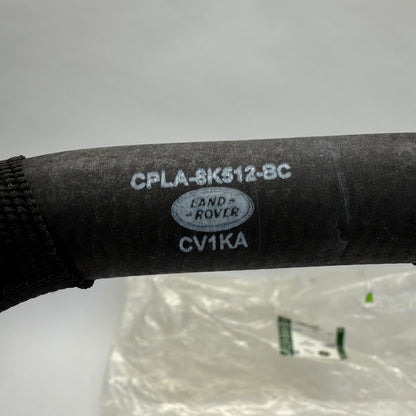 CPLA-8K512-BC
LAND-
-ROVER
CV1KA